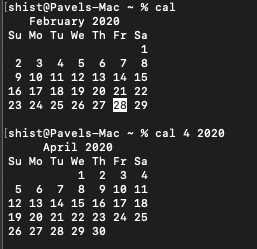 [shist@Pavels-Mac ~ % cal
   February 2020
Su Mo Tu We Th Fr Sa
                   1
 2  3  4  5  6  7  8
 9 10 11 12 13 14 15
16 17 18 19 20 21 22
23 24 25 26 27 28 29
[shist@Pavels-Mac ~ % cal 4 2020
     April 2020
Su Mo Tu We Th Fr Sa
          1  2  3  4
 5  6  7  8  9 10 11
12 13 14 15 16 17 18
19 20 21 22 23 24 25
26 27 28 29 30